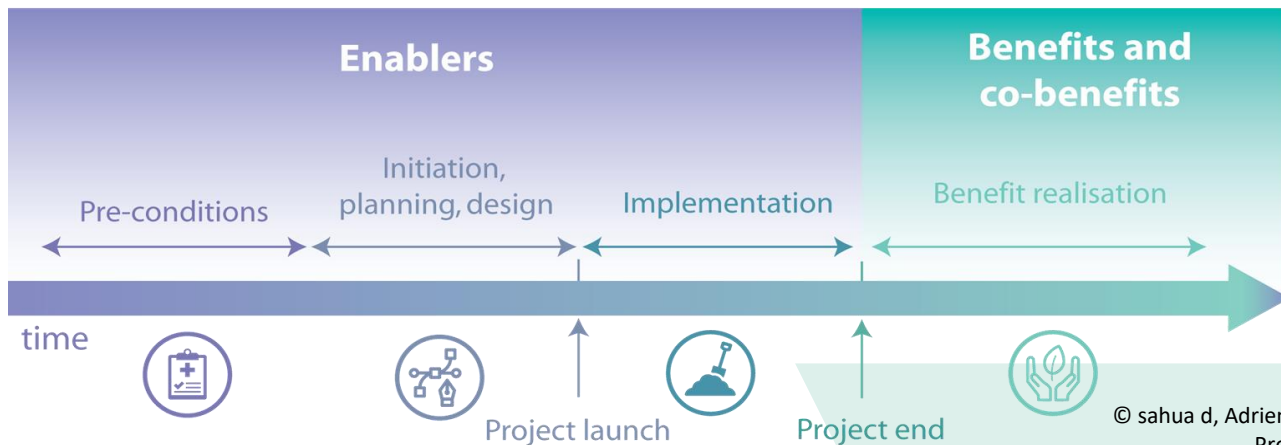 Enablers
Benefits and
co-benefits
Pre-conditions
Initiation,
planning, design
Implementation
Benefit realisation
time
Project launch
Project end
© sahua d, Adrien